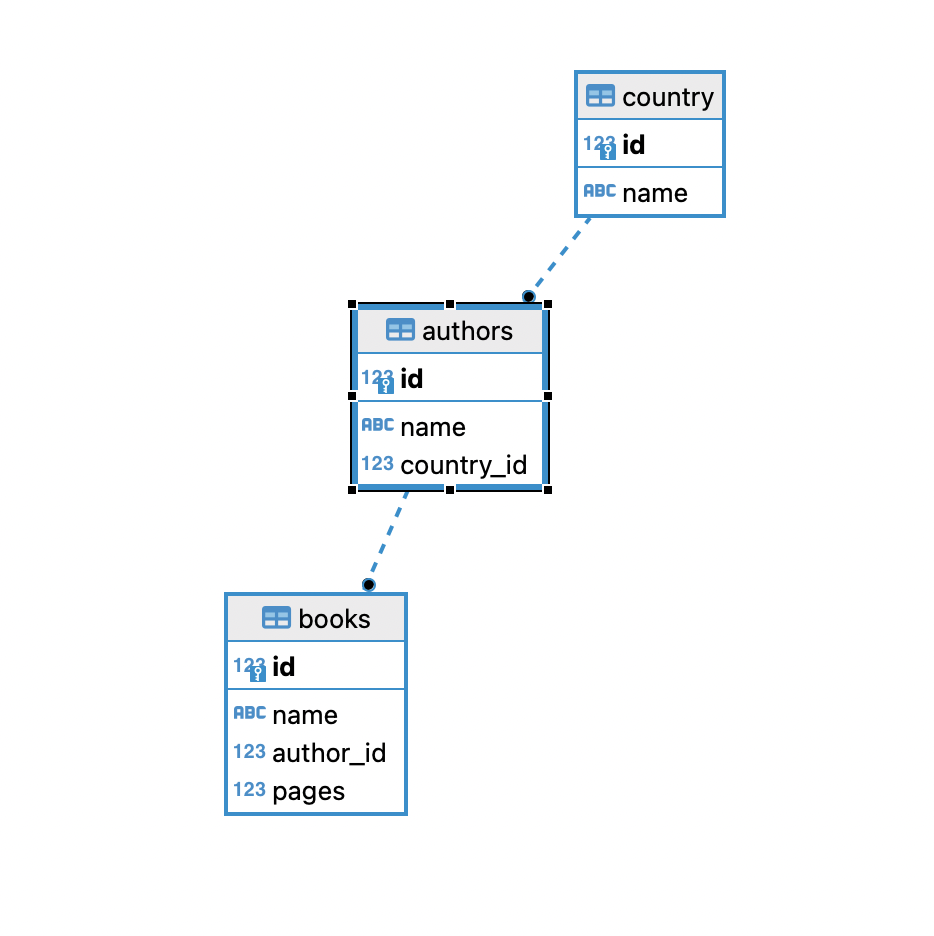 country
123 id
ABC name
authors
123 id
ABC name
123 country_id
books
123 id
ABC name
123 author_id
123 pages